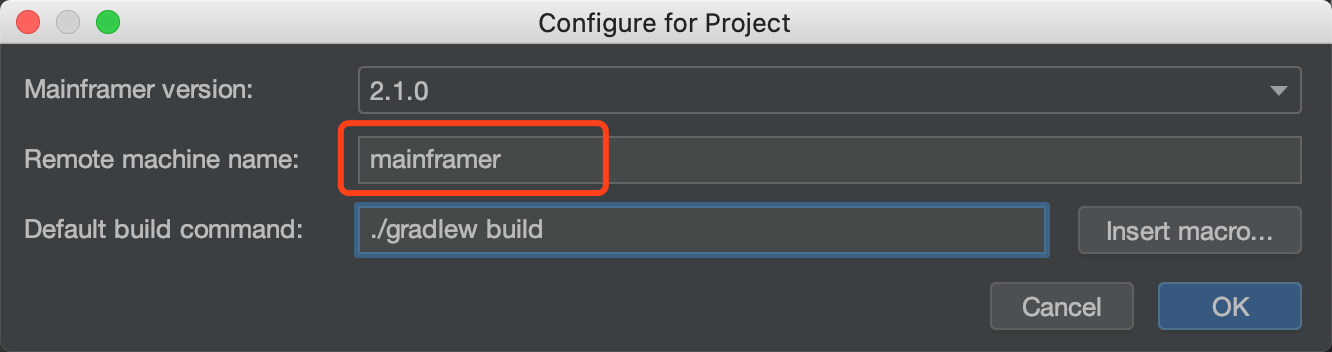 Configure for Project
Mainframer version: 2.1.0
Remote machine name: mainframer
Default build command: ./gradlew build Insert macro...
Cancel OK